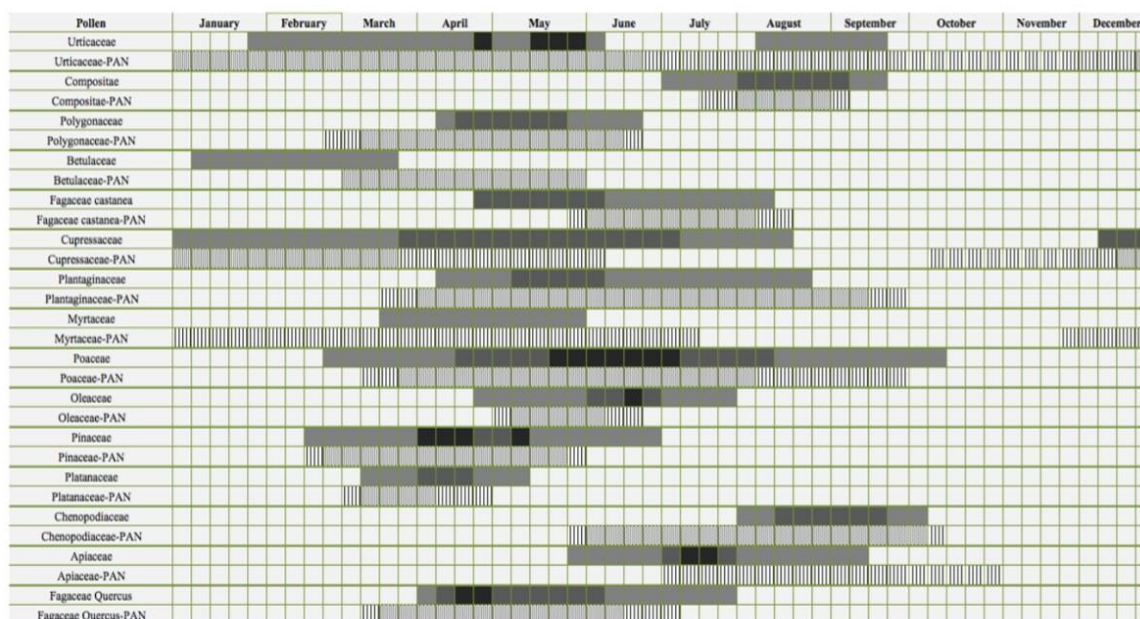 Pollen January February March April May June July August September October November December
Urticaceae
Urticaceae-PAN
Compositae
Compositae-PAN
Polygonaceae
Polygonaceae-PAN
Betulaceae
Betulaceae-PAN
Fagaceae castanea
Fagaceae castanea-PAN
Cupressaceae
Cupressaceae-PAN
Plantaginaceae
Plantaginaceae-PAN
Myrtaceae
Myrtaceae-PAN
Poaceae
Poaceae-PAN
Oleaceae
Oleaceae-PAN
Pinaceae
Pinaceae-PAN
Platanaceae
Platanaceae-PAN
Chenopodiaceae
Chenopodiaceae-PAN
Apiaceae
Apiaceae-PAN
Fagaceae Quercus
Fagaceae Quercus-PAN